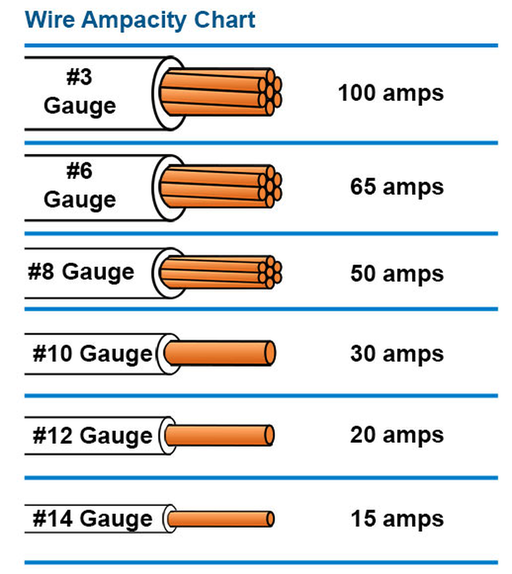 Wire Ampacity Chart
#3
Gauge
100 amps
#6
Gauge
65 amps
#8 Gauge
50 amps
#10 Gauge
30 amps
#12 Gauge
20 amps
#14 Gauge
15 amps